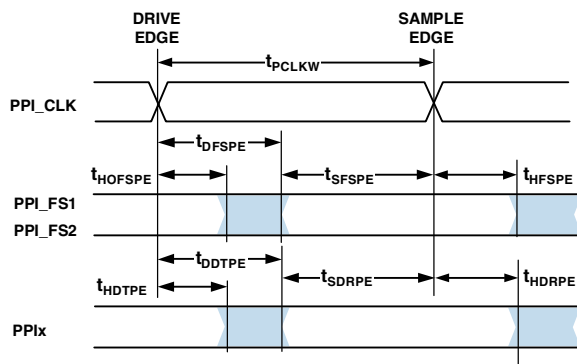 DRIVE
EDGE
SAMPLE
EDGE
tPCLKW
PPI_CLK
tDFSPE
tHOFSPE
tSFSPE
tHFSPE
PPI_FS1
PPI_FS2
tDDTPE
tHDTPE
tSDRPE
tHDRPE
PPIx